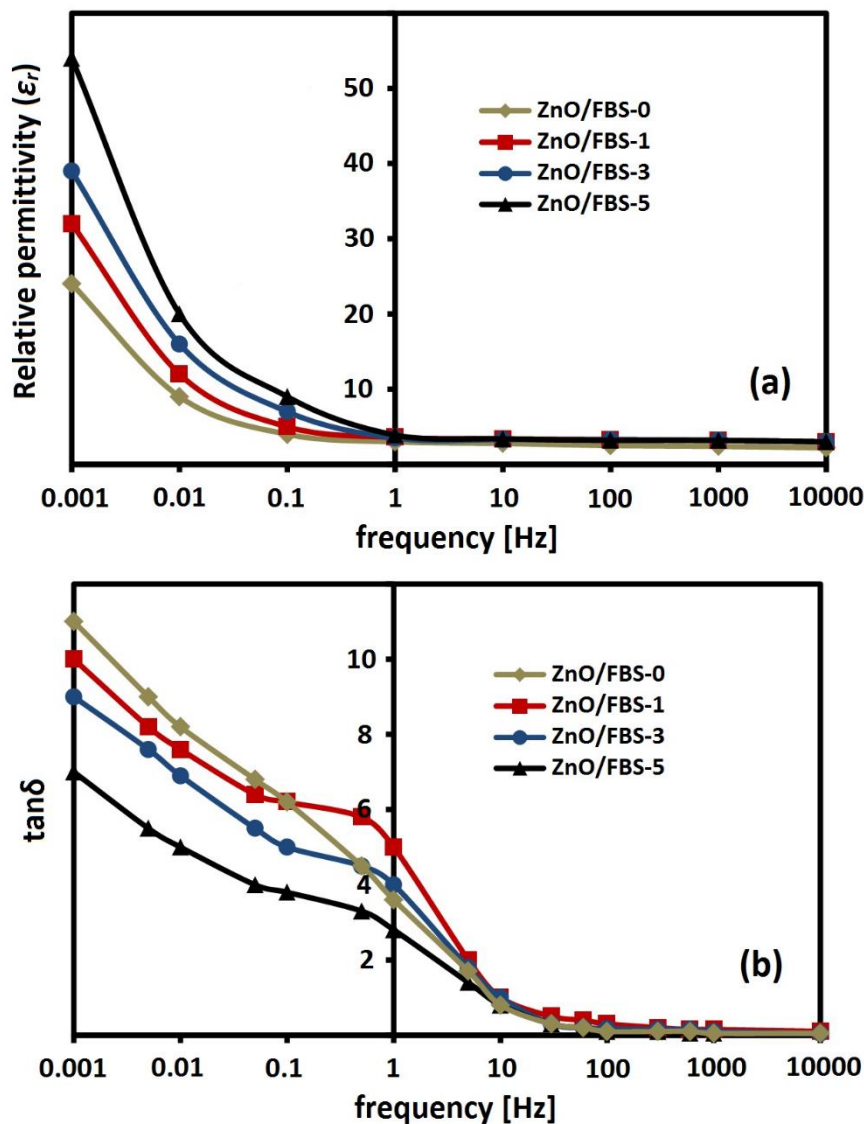 Relative permittivity (εr)
50
40
30
20
10
ZnO/FBS-0
ZnO/FBS-1
ZnO/FBS-3
ZnO/FBS-5
(a)
0.001 0.01 0.1 1 10 100 1000 10000
frequency [Hz]
tanδ
10
8
6
4
2
ZnO/FBS-0
ZnO/FBS-1
ZnO/FBS-3
ZnO/FBS-5
(b)
0.001 0.01 0.1 1 10 100 1000 10000
frequency [Hz]